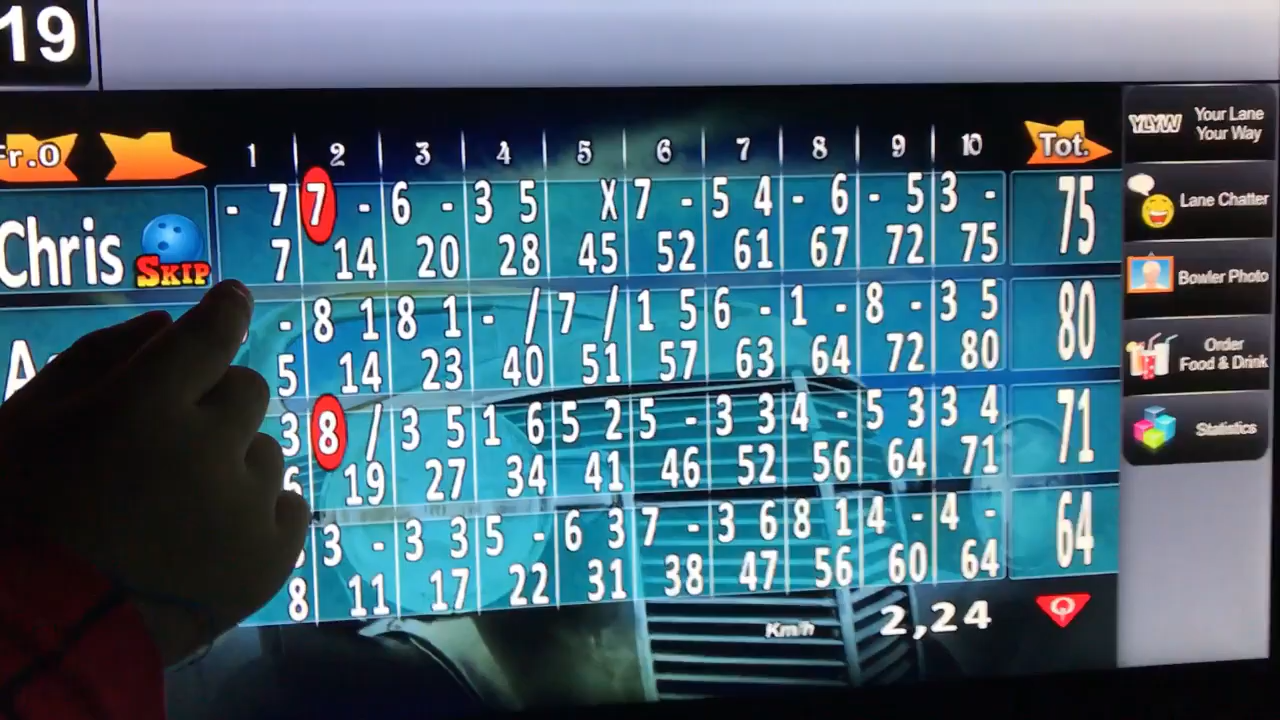 19
Fr.0 1 2 3 4 5 6 7 8 9 10 Tot.
Chris SKIP - 7 7 - 6 - 3 5 X 7 - 5 4 - 6 - 5 3 - 75
7 14 20 28 45 52 61 67 72 75
- 8 1 8 1 - / 7 / 1 5 6 - 1 - 8 - 3 5 80
5 14 23 40 51 57 63 64 72 80
3 8 / 3 5 1 6 5 2 5 - 3 3 4 - 5 3 3 4 71
6 19 27 34 41 46 52 56 64 71
3 - 3 3 5 - 6 3 7 - 3 6 8 1 4 - 4 - 64
8 11 17 22 31 38 47 56 60 64
Km/h 2,24
YLYW Your Lane
Your Way
Lane Chatter
Bowler Photo
Order
Food & Drink
Statistics